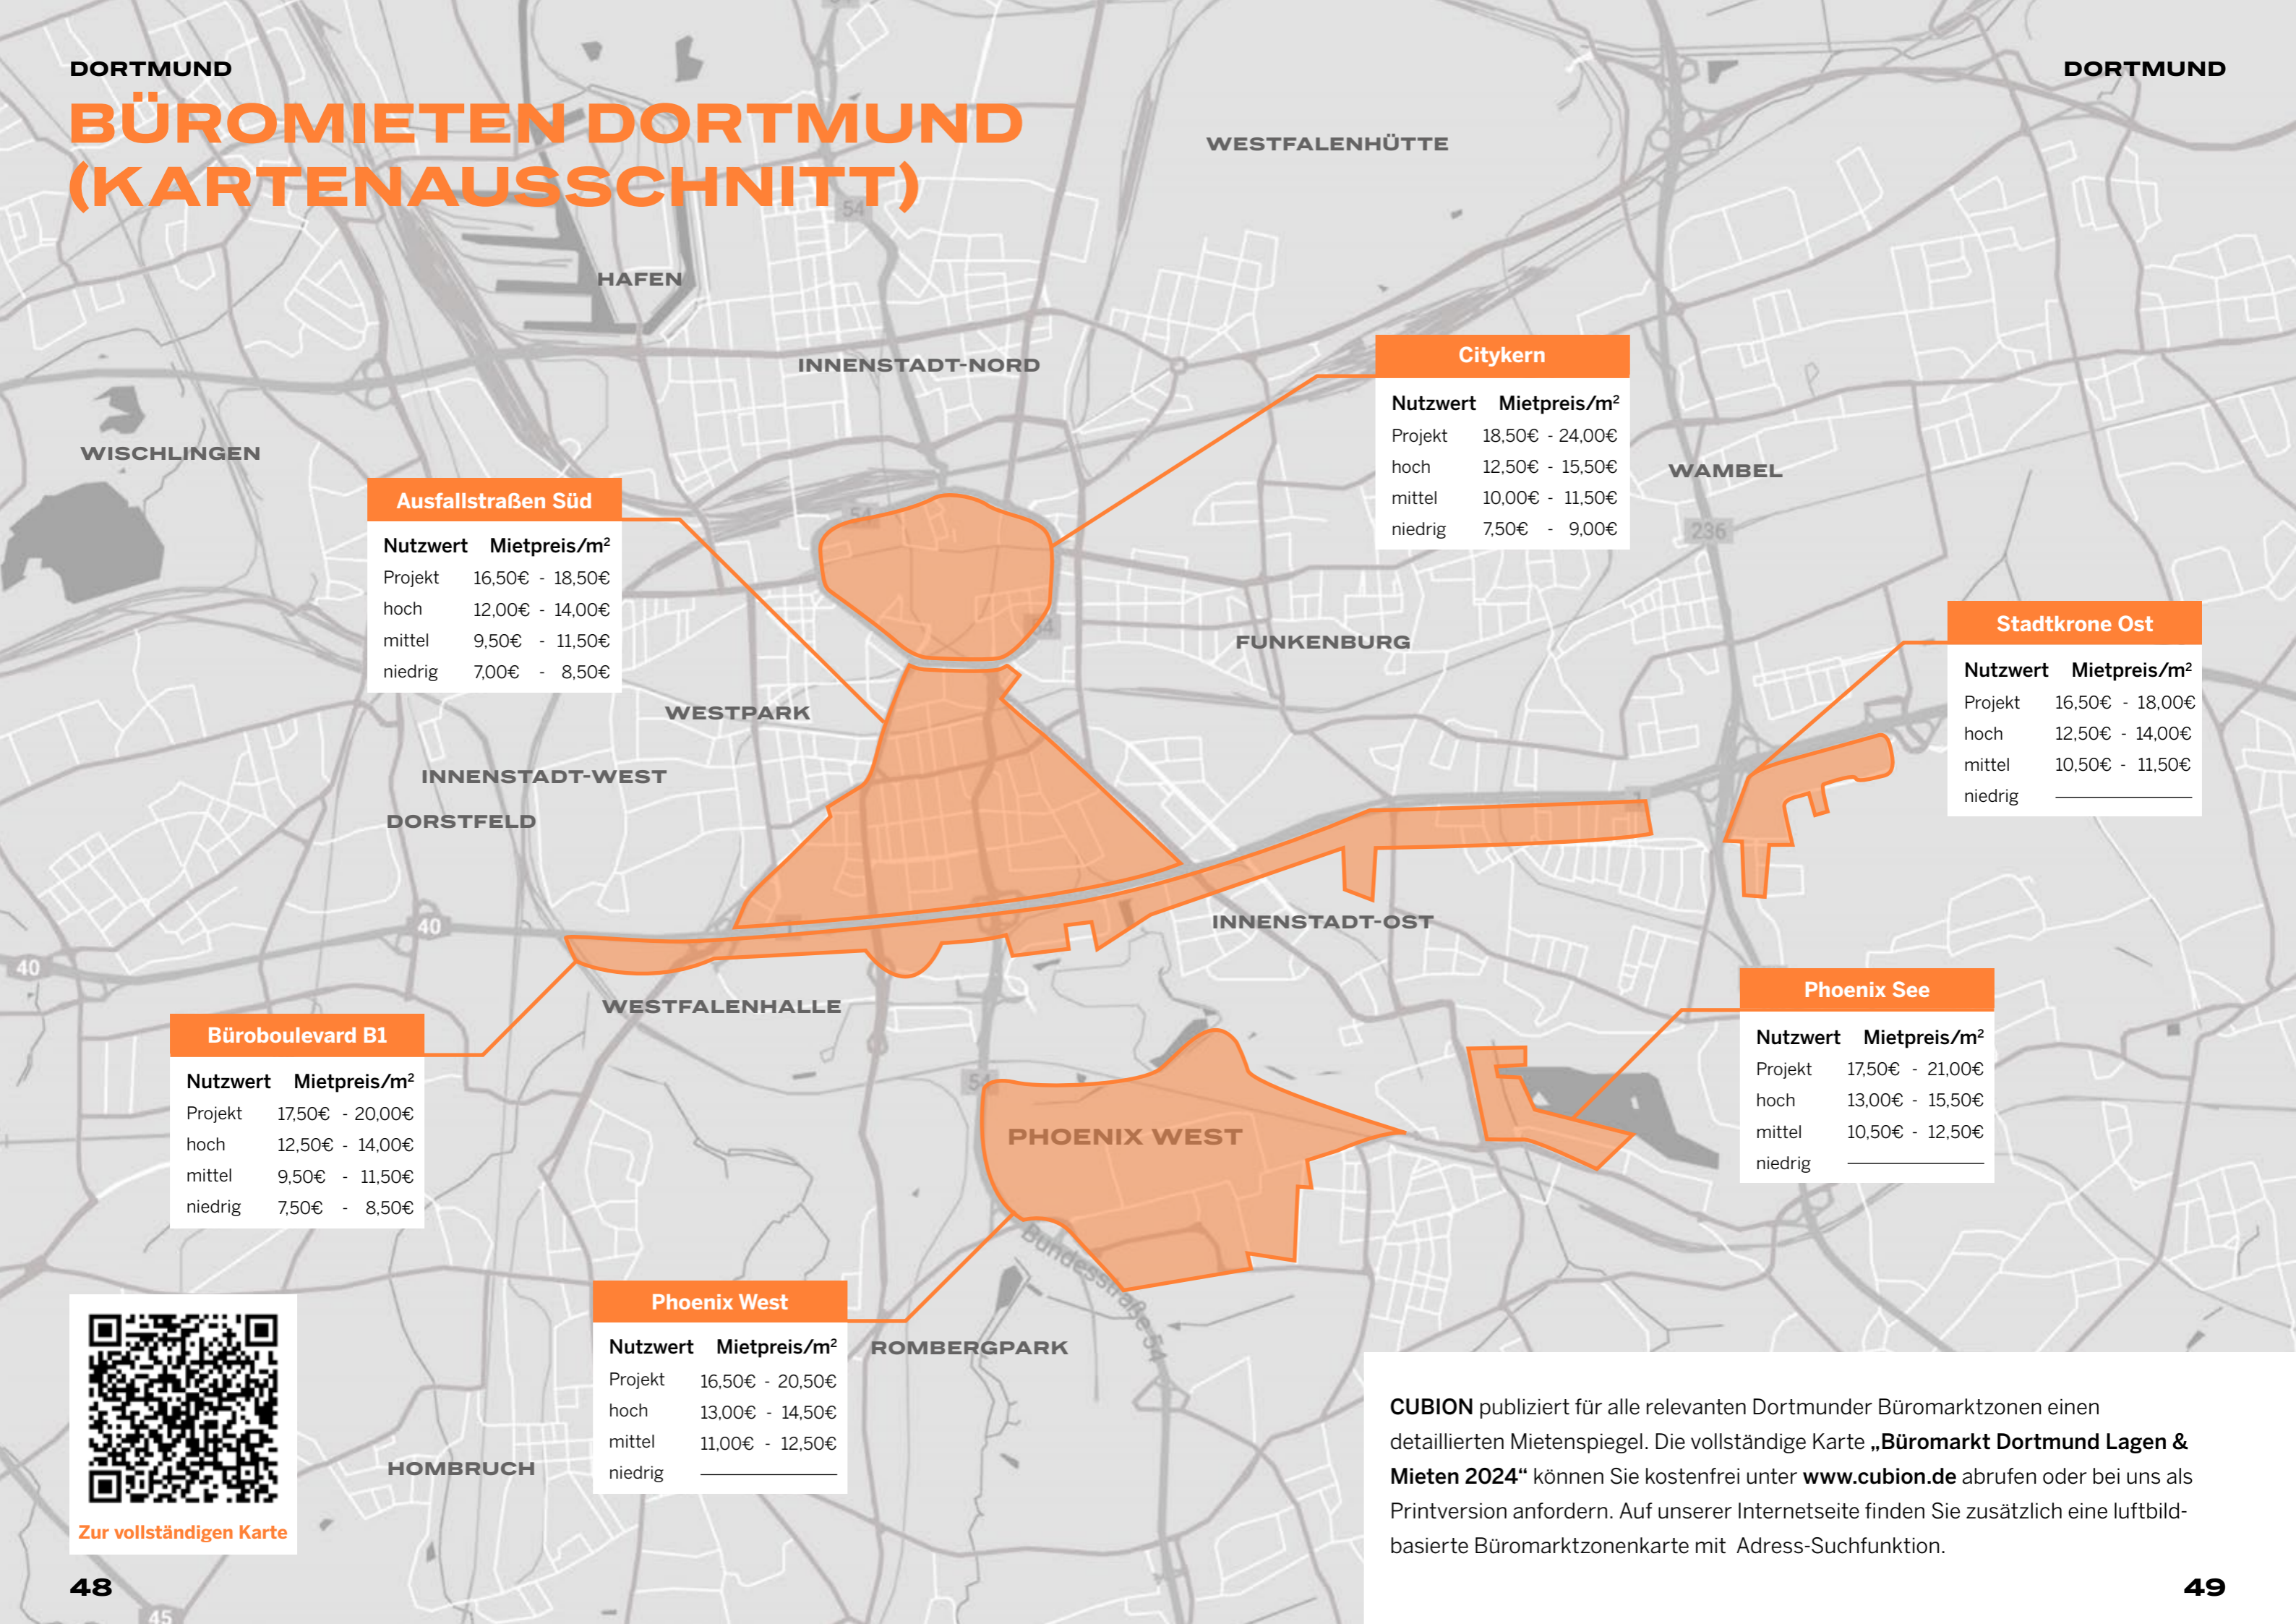 DORTMUND
DORTMUND
BÜROMIETEN DORTMUND
(KARTENAUSSCHNITT)
WESTFALENHÜTTE
54
HAFEN
INNENSTADT-NORD
WISCHLINGEN
WAMBEL
236
54
54
FUNKENBURG
WESTPARK
INNENSTADT-WEST
DORSTFELD
40
40
1
1
INNENSTADT-OST
WESTFALENHALLE
54
PHOENIX WEST
Bundesstraße 54
ROMBERGPARK
HOMBRUCH
45
Citykern
Nutzwert Mietpreis/m²
Projekt 18,50€ - 24,00€
hoch 12,50€ - 15,50€
mittel 10,00€ - 11,50€
niedrig 7,50€ - 9,00€
Ausfallstraßen Süd
Nutzwert Mietpreis/m²
Projekt 16,50€ - 18,50€
hoch 12,00€ - 14,00€
mittel 9,50€ - 11,50€
niedrig 7,00€ - 8,50€
Stadtkrone Ost
Nutzwert Mietpreis/m²
Projekt 16,50€ - 18,00€
hoch 12,50€ - 14,00€
mittel 10,50€ - 11,50€
niedrig
Büroboulevard B1
Nutzwert Mietpreis/m²
Projekt 17,50€ - 20,00€
hoch 12,50€ - 14,00€
mittel 9,50€ - 11,50€
niedrig 7,50€ - 8,50€
Phoenix See
Nutzwert Mietpreis/m²
Projekt 17,50€ - 21,00€
hoch 13,00€ - 15,50€
mittel 10,50€ - 12,50€
niedrig
Phoenix West
Nutzwert Mietpreis/m²
Projekt 16,50€ - 20,50€
hoch 13,00€ - 14,50€
mittel 11,00€ - 12,50€
niedrig
Zur vollständigen Karte
CUBION publiziert für alle relevanten Dortmunder Büromarktzonen einen
detaillierten Mietenspiegel. Die vollständige Karte „Büromarkt Dortmund Lagen &
Mieten 2024“ können Sie kostenfrei unter www.cubion.de abrufen oder bei uns als
Printversion anfordern. Auf unserer Internetseite finden Sie zusätzlich eine luftbild-
basierte Büromarktzonenkarte mit Adress-Suchfunktion.
48
49